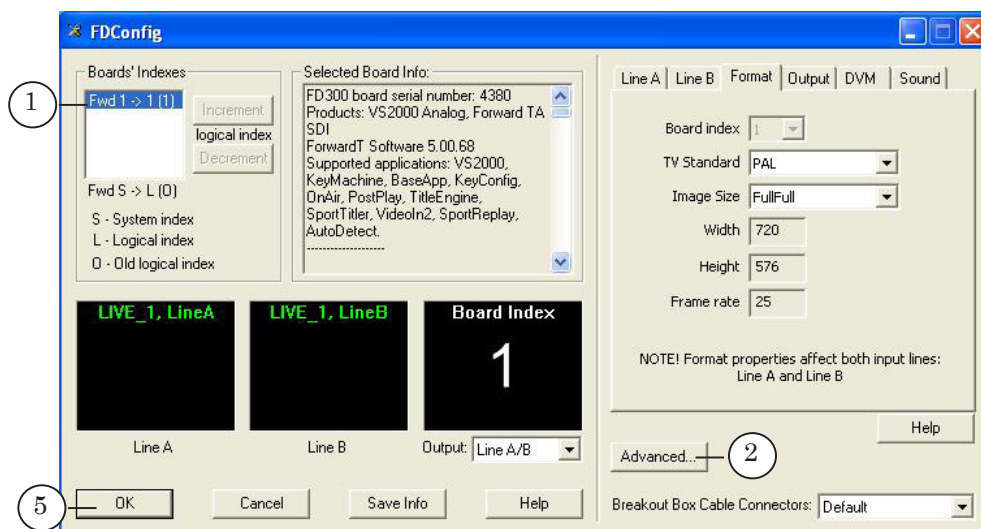 FDConfig
Boards' Indexes
Fwd 1 -> 1 (1)
Increment
logical index
Decrement
Fwd S -> L (O)
S - System index
L - Logical index
O - Old logical index
Selected Board Info:
FD300 board serial number: 4380
Products: VS2000 Analog, Forward TA
SDI
ForwardT Software 5.00.68
Supported applications: VS2000,
KeyMachine, BaseApp, KeyConfig,
OnAir, PostPlay, TitleEngine,
SportTitler, VideoIn2, SportReplay,
AutoDetect.
--------------------
LIVE_1, LineA
LIVE_1, LineB
Board Index
1
Line A
Line B
Output: Line A/B
OK
Cancel
Save Info
Help
Line A
Line B
Format
Output
DVM
Sound
Board index 1
TV Standard PAL
Image Size FullFull
Width 720
Height 576
Frame rate 25
NOTE! Format properties affect both input lines:
Line A and Line B
Help
Advanced...
Breakout Box Cable Connectors: Default
1
2
5